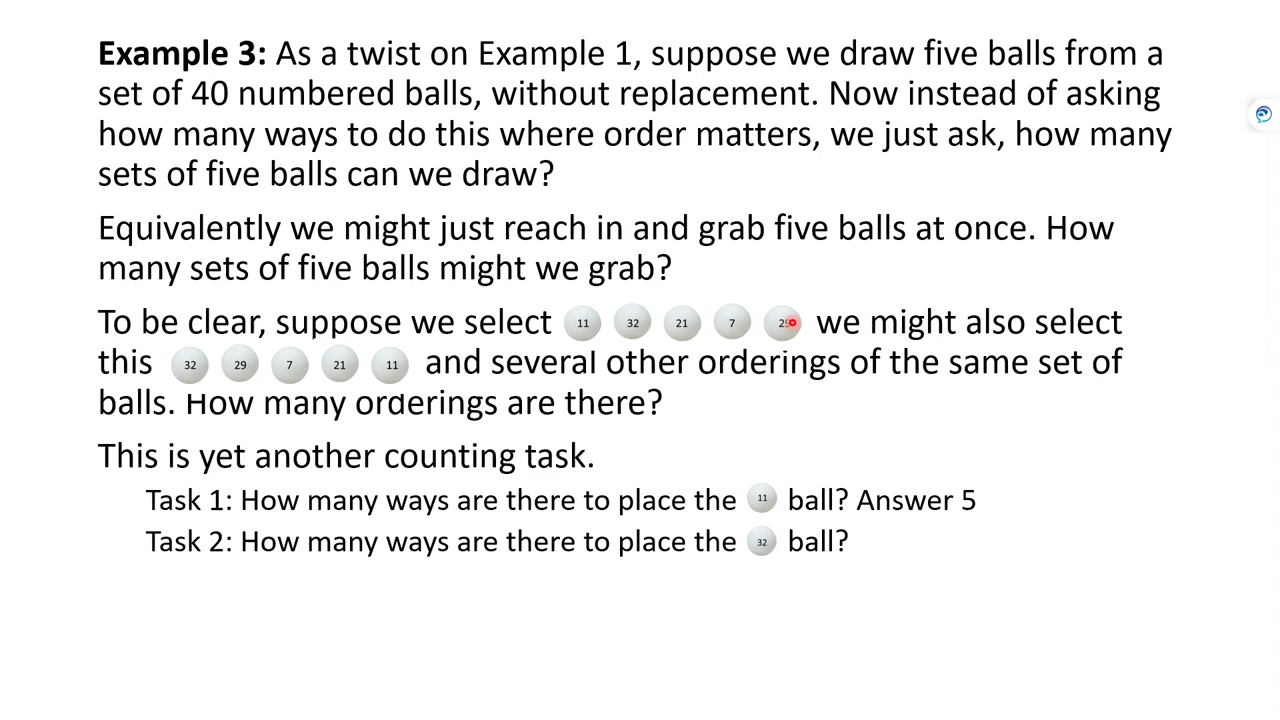 Example 3: As a twist on Example 1, suppose we draw five balls from a
set of 40 numbered balls, without replacement. Now instead of asking
how many ways to do this where order matters, we just ask, how many
sets of five balls can we draw?
Equivalently we might just reach in and grab five balls at once. How
many sets of five balls might we grab?
To be clear, suppose we select 11 32 21 7 29 we might also select
this 32 29 7 21 11 and several other orderings of the same set of
balls. How many orderings are there?
This is yet another counting task.
Task 1: How many ways are there to place the 11 ball? Answer 5
Task 2: How many ways are there to place the 32 ball?